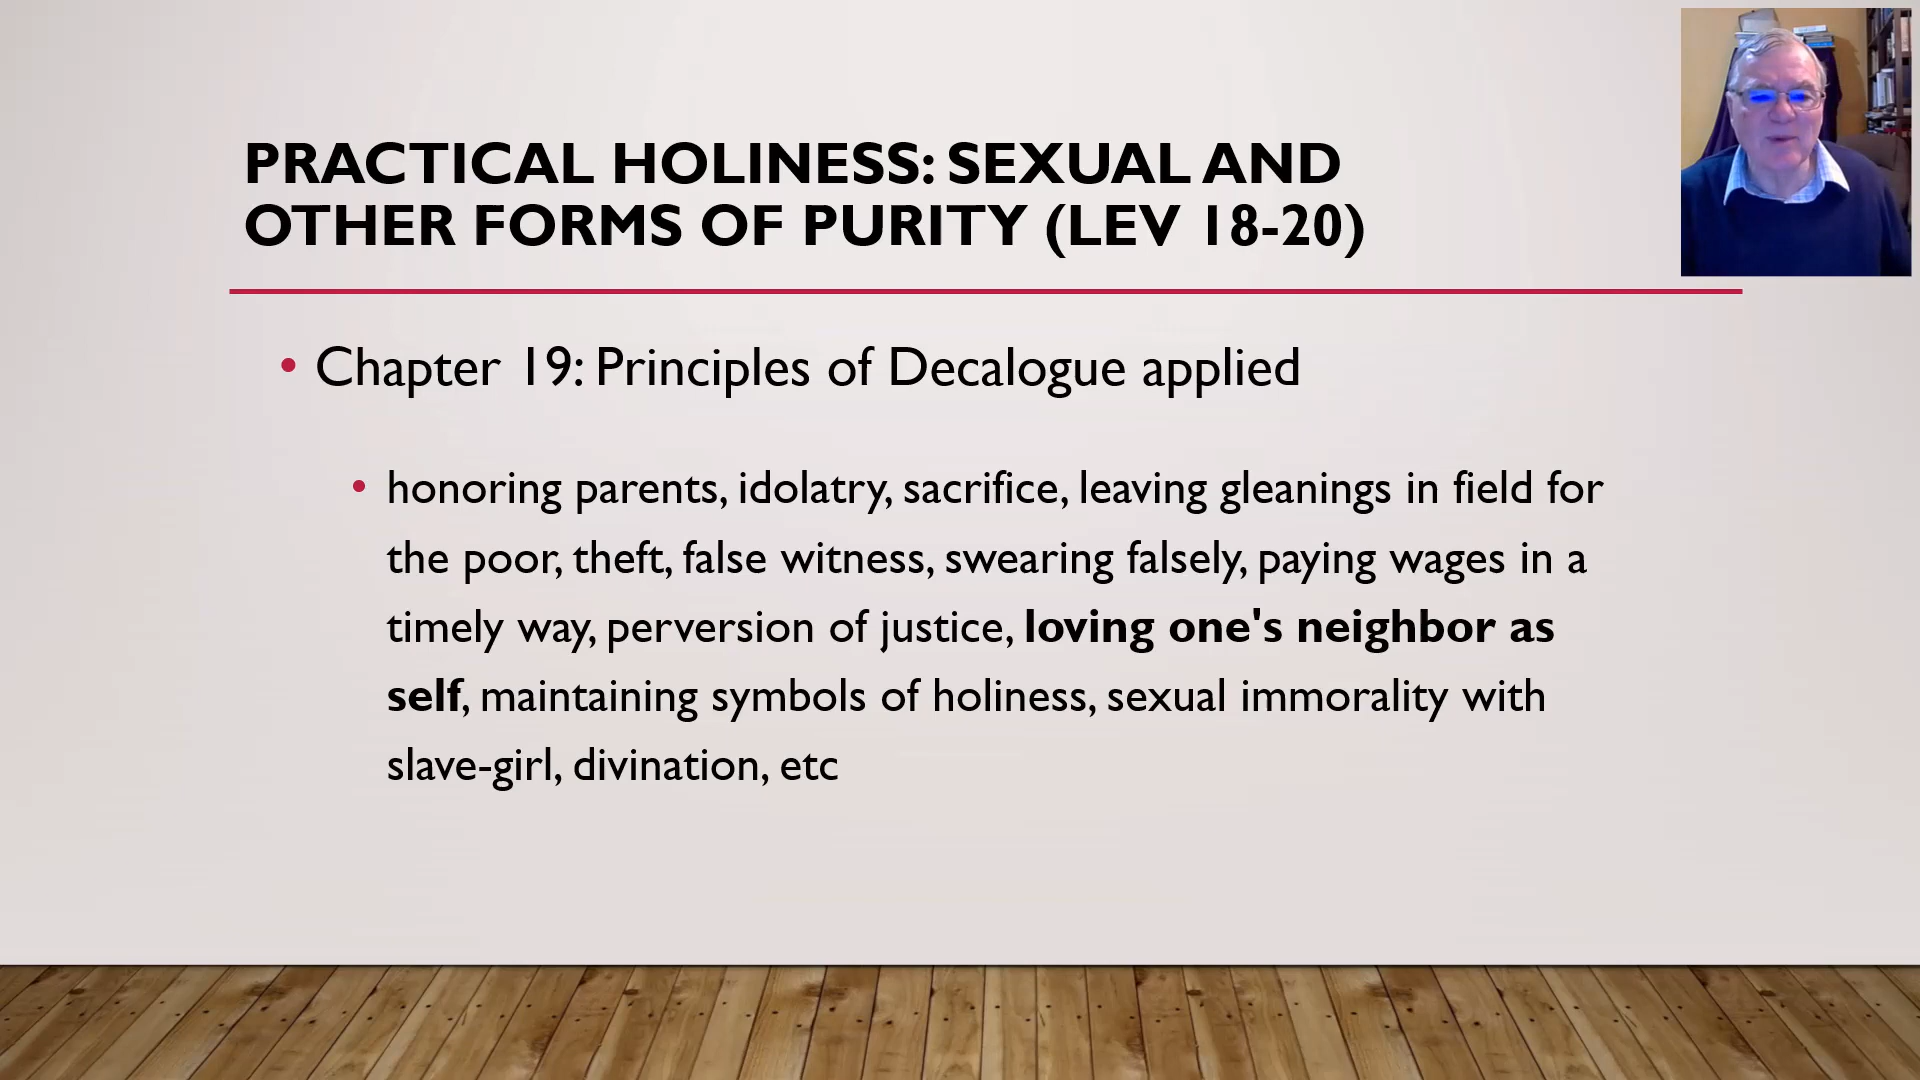 PRACTICAL HOLINESS: SEXUAL AND
OTHER FORMS OF PURITY (LEV 18-20)
• Chapter 19: Principles of Decalogue applied
• honoring parents, idolatry, sacrifice, leaving gleanings in field for
the poor, theft, false witness, swearing falsely, paying wages in a
timely way, perversion of justice, loving one's neighbor as
self, maintaining symbols of holiness, sexual immorality with
slave-girl, divination, etc